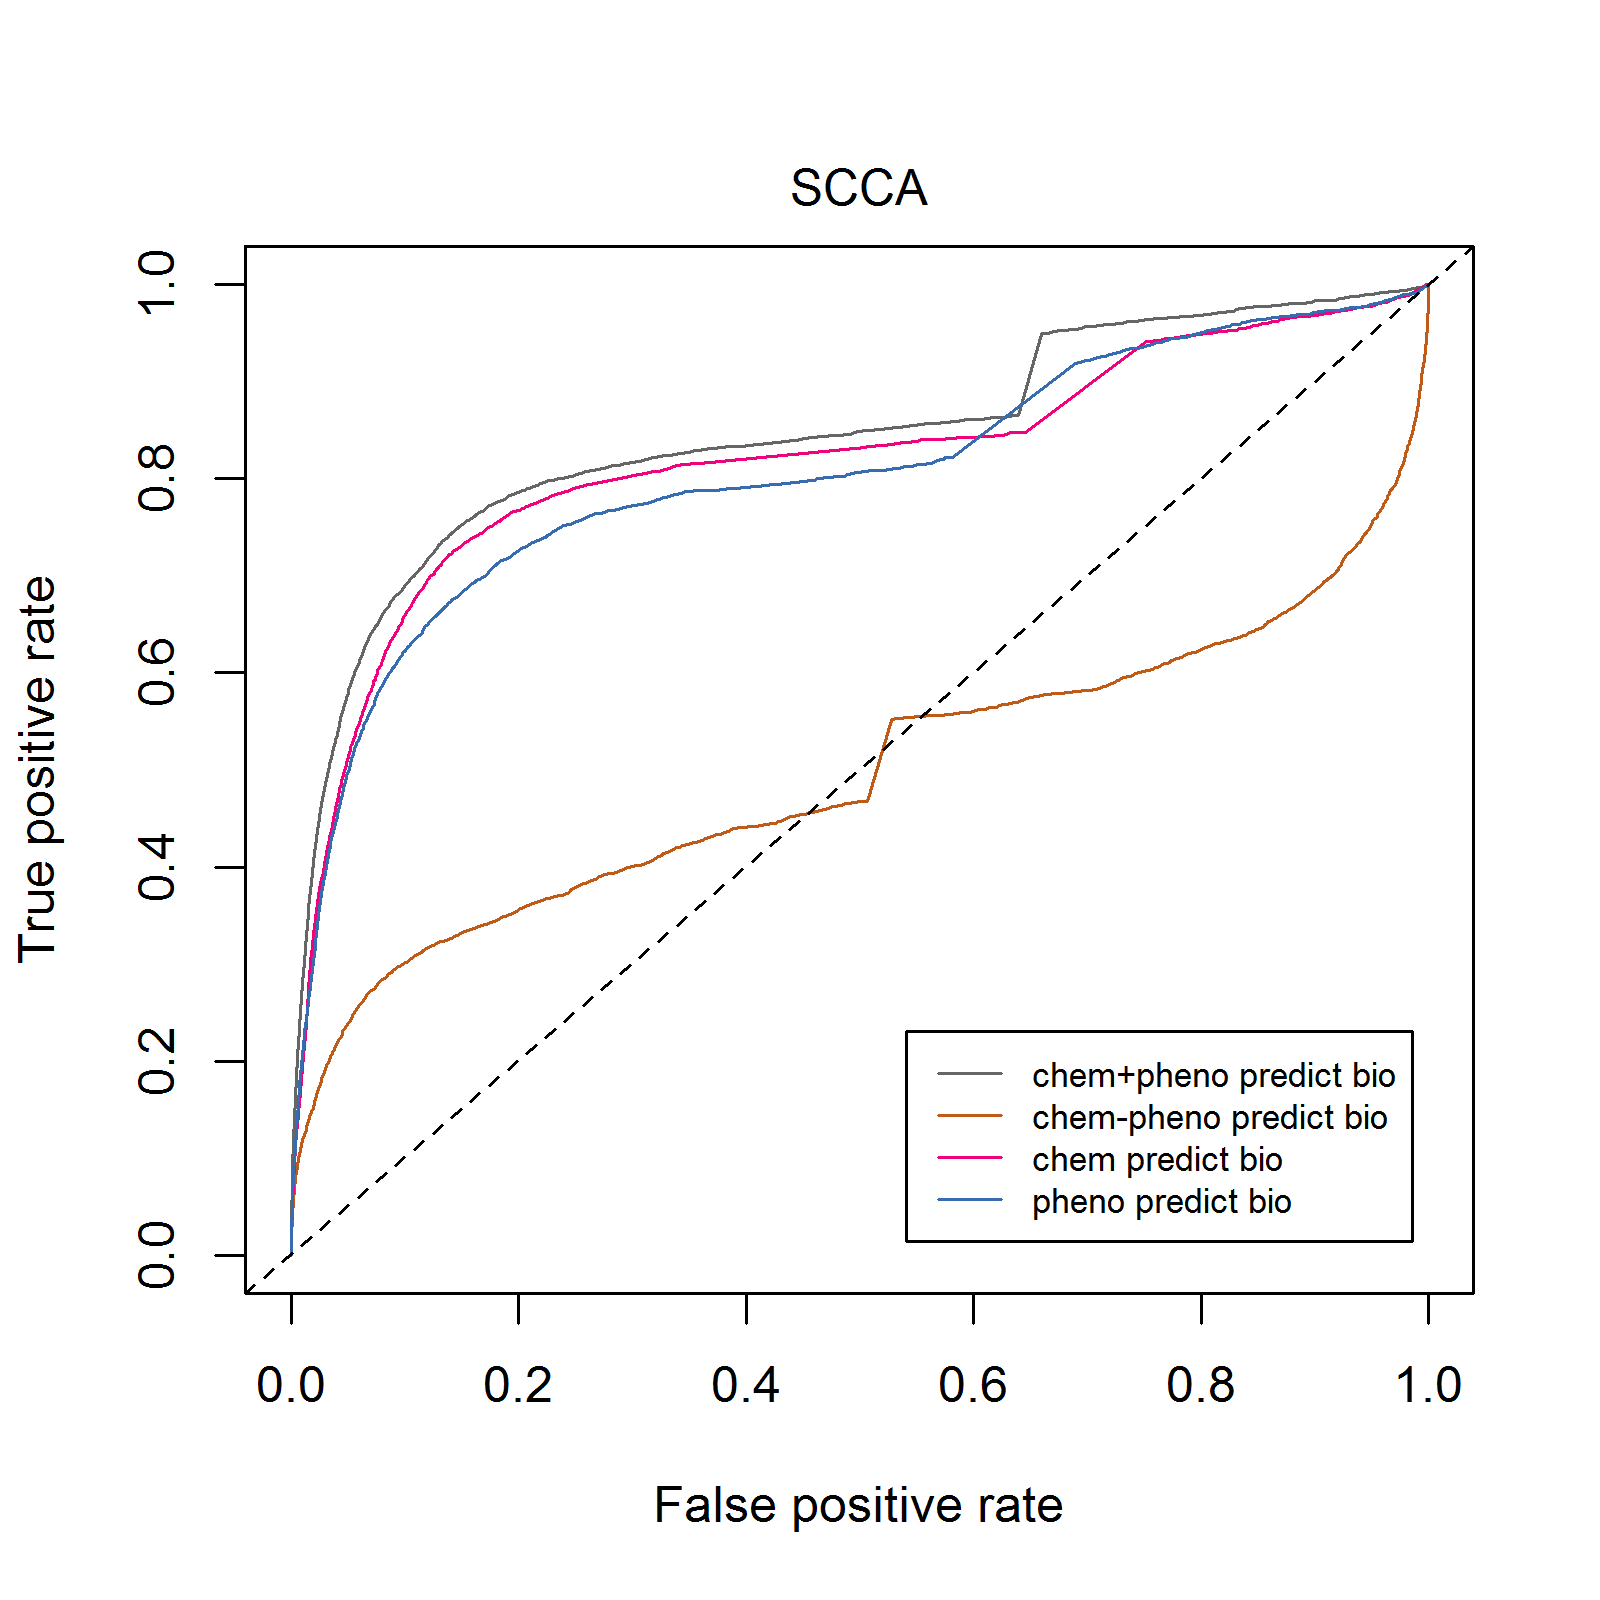 SCCA
True positive rate
1.0
0.8
0.6
0.4
0.2
0.0
chem+pheno predict bio
chem-pheno predict bio
chem predict bio
pheno predict bio
0.0 0.2 0.4 0.6 0.8 1.0
False positive rate